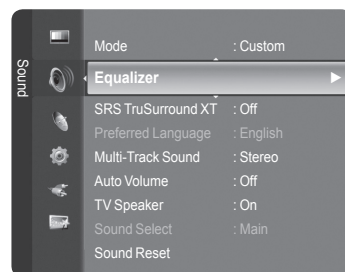 Sound
Mode : Custom
Equalizer
SRS TruSurround XT : Off
Preferred Language : English
Multi-Track Sound : Stereo
Auto Volume : Off
TV Speaker : On
Sound Select : Main
Sound Reset